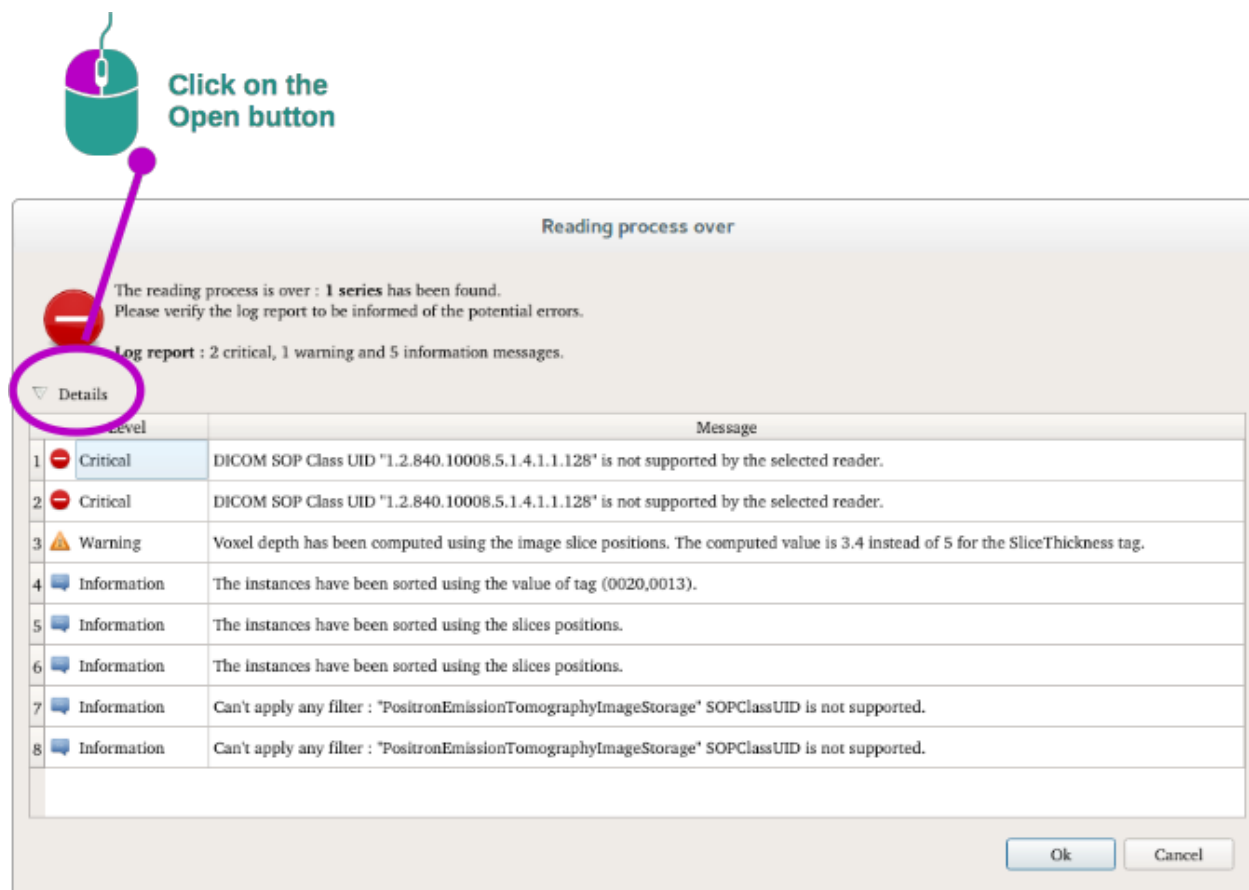 Click on the
Open button
Reading process over
The reading process is over : 1 series has been found.
Please verify the log report to be informed of the potential errors.
Log report : 2 critical, 1 warning and 5 information messages.
Details
Level Message
1 Critical DICOM SOP Class UID "1.2.840.10008.5.1.4.1.1.128" is not supported by the selected reader.
2 Critical DICOM SOP Class UID "1.2.840.10008.5.1.4.1.1.128" is not supported by the selected reader.
3 Warning Voxel depth has been computed using the image slice positions. The computed value is 3.4 instead of 5 for the SliceThickness tag.
4 Information The instances have been sorted using the value of tag (0020,0013).
5 Information The instances have been sorted using the slices positions.
6 Information The instances have been sorted using the slices positions.
7 Information Can't apply any filter : "PositronEmissionTomographyImageStorage" SOPClassUID is not supported.
8 Information Can't apply any filter : "PositronEmissionTomographyImageStorage" SOPClassUID is not supported.
Ok Cancel